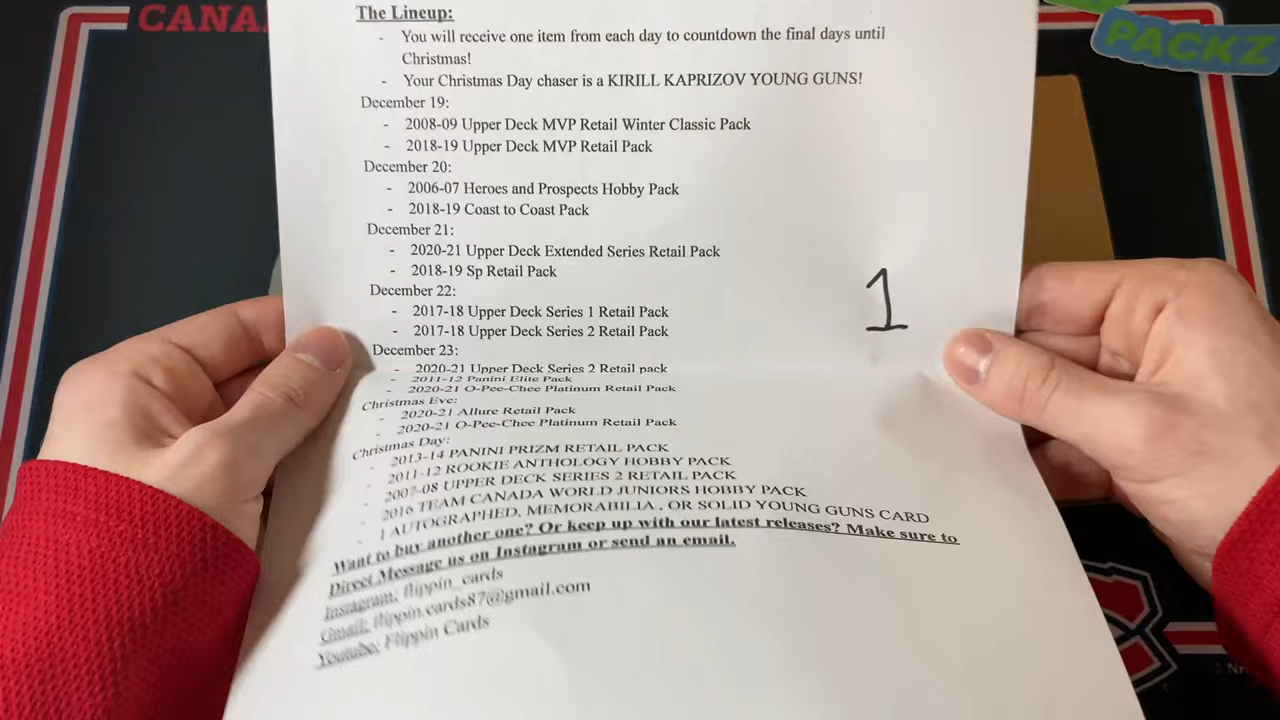 CANA
PACKZ
The Lineup:
- You will receive one item from each day to countdown the final days until
Christmas!
- Your Christmas Day chaser is a KIRILL KAPRIZOV YOUNG GUNS!
December 19:
- 2008-09 Upper Deck MVP Retail Winter Classic Pack
- 2018-19 Upper Deck MVP Retail Pack
December 20:
- 2006-07 Heroes and Prospects Hobby Pack
- 2018-19 Coast to Coast Pack
December 21:
- 2020-21 Upper Deck Extended Series Retail Pack
- 2018-19 Sp Retail Pack
December 22:
- 2017-18 Upper Deck Series 1 Retail Pack
- 2017-18 Upper Deck Series 2 Retail Pack
1
December 23:
- 2020-21 Upper Deck Series 2 Retail pack
- 2011-12 Panini Elite Pack
- 2020-21 O-Pee-Chee Platinum Retail Pack
Christmas Eve:
- 2020-21 Allure Retail Pack
- 2020-21 O-Pee-Chee Platinum Retail Pack
Christmas Day:
- 2013-14 PANINI PRIZM RETAIL PACK
- 2011-12 ROOKIE ANTHOLOGY HOBBY PACK
- 2007-08 UPPER DECK SERIES 2 RETAIL PACK
- 2016 TEAM CANADA WORLD JUNIORS HOBBY PACK
- 1 AUTOGRAPHED, MEMORABILIA, OR SOLID YOUNG GUNS CARD
Want to buy another one? Or keep up with our latest releases? Make sure to
Direct Message us on Instagram or send an email.
Instagram: flippin_cards
Gmail: flippin.cards87@gmail.com
Youtube: Flippin Cards